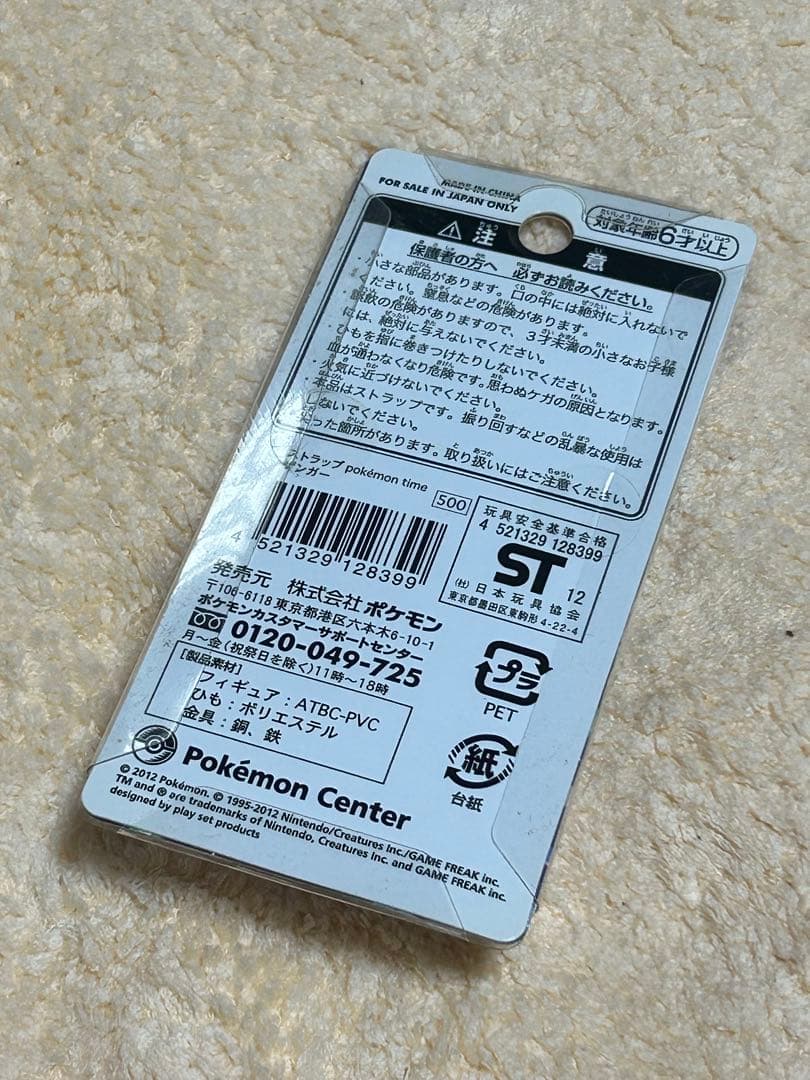 MADE IN CHINA
FOR SALE IN JAPAN ONLY
対象年齢6才以上
注意
保護者の方へ 必ずお読みください。
・小さな部品があります。口の中には絶対に入れないで
ください。窒息などの危険があります。
誤飲の危険がありますので、3才未満の小さなお子様
には、絶対に与えないでください。
ひもを指に巻きつけたりしないでください。
血が通わなくなり危険です。思わぬケガの原因となります。
火気に近づけないでください。
本品はストラップです。振り回すなどの乱暴な使用は
しないでください。
った箇所があります。取り扱いにはご注意ください。
ストラップ pokémon time
ンガー
500
4 521329 128399
玩具安全基準合格
4 521329 128399
ST 12
(社)日本玩具協会
東京都墨田区東駒形 4-22-4
発売元 株式会社 ポケモン
〒106-6118 東京都港区六本木6-10-1
ポケモンカスタマーサポートセンター
0120-049-725
月〜金(祝祭日を除く)11時〜18時
[製品素材]
フィギュア:ATBC-PVC
ひも:ポリエステル
金具:銅、鉄
プラ
PET
紙
台紙
Pokémon Center
© 2012 Pokémon. © 1995-2012 Nintendo/Creatures Inc./GAME FREAK inc.
TM and ® are trademarks of Nintendo, Creatures Inc. and GAME FREAK inc.
designed by play set products